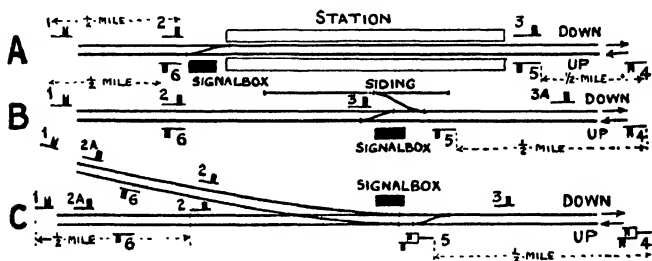 STATION
1 ½ MILE 2 3 DOWN
A
6 SIGNALBOX 5 UP 4
½ MILE ½ MILE
SIDING
1 2 3 3A DOWN
B
6 SIGNALBOX 5 UP 4
½ MILE
1 2A 6 2 SIGNALBOX
1 2A 2 3 DOWN
C
½ MILE 6 5 UP 4
½ MILE